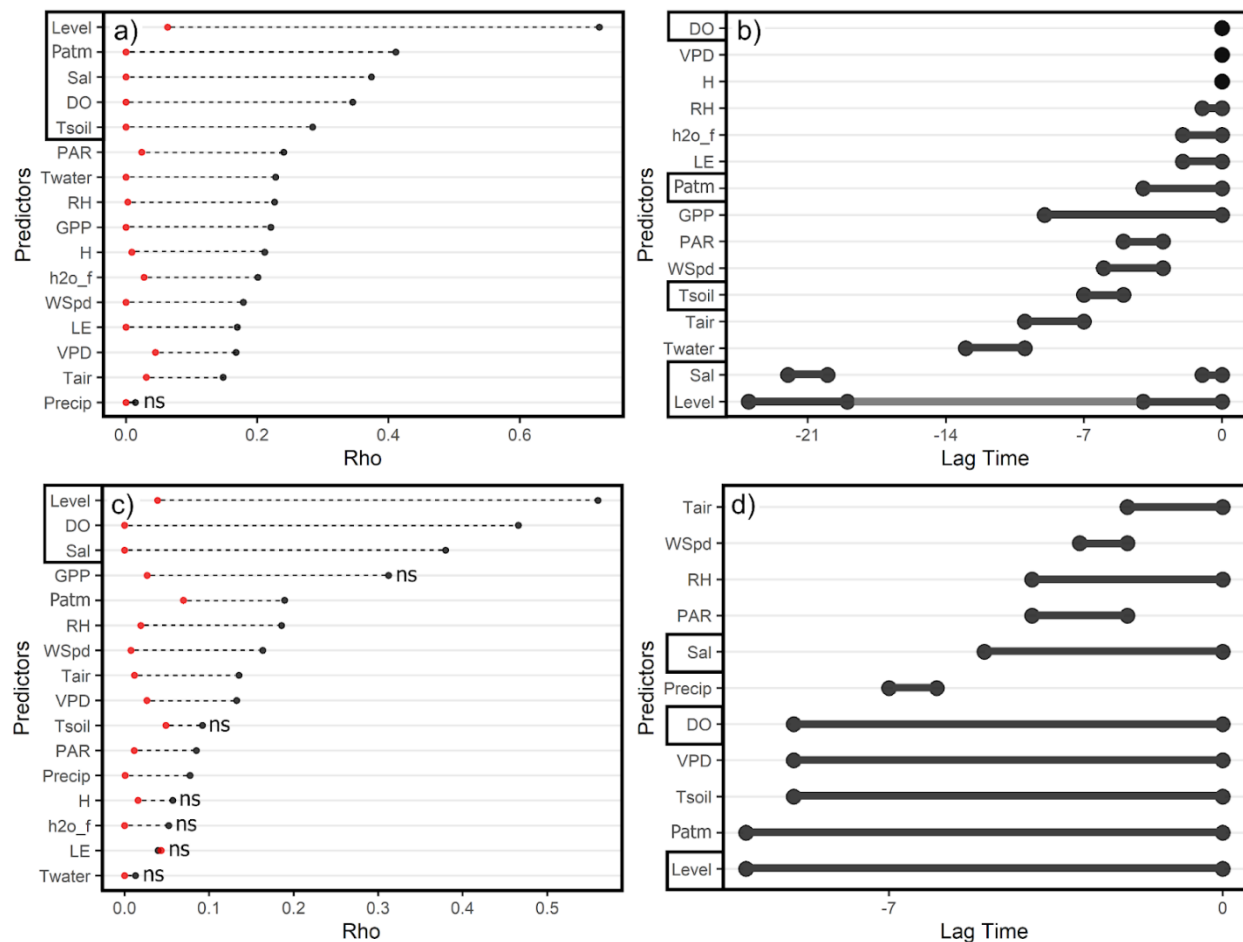 a)
Predictors
Level
Patm
Sal
DO
Tsoil
PAR
Twater
RH
GPP
H
h2o_f
WSpd
LE
VPD
Tair
Precip
ns
0.0 0.2 0.4 0.6
Rho
b)
Predictors
DO
VPD
H
RH
h2o_f
LE
Patm
GPP
PAR
WSpd
Tsoil
Tair
Twater
Sal
Level
-21 -14 -7 0
Lag Time
c)
Predictors
Level
DO
Sal
GPP ns
Patm
RH
WSpd
Tair
VPD
Tsoil ns
PAR
Precip
H ns
h2o_f ns
LE ns
Twater ns
0.0 0.1 0.2 0.3 0.4 0.5
Rho
d)
Predictors
Tair
WSpd
RH
PAR
Sal
Precip
DO
VPD
Tsoil
Patm
Level
-7 0
Lag Time